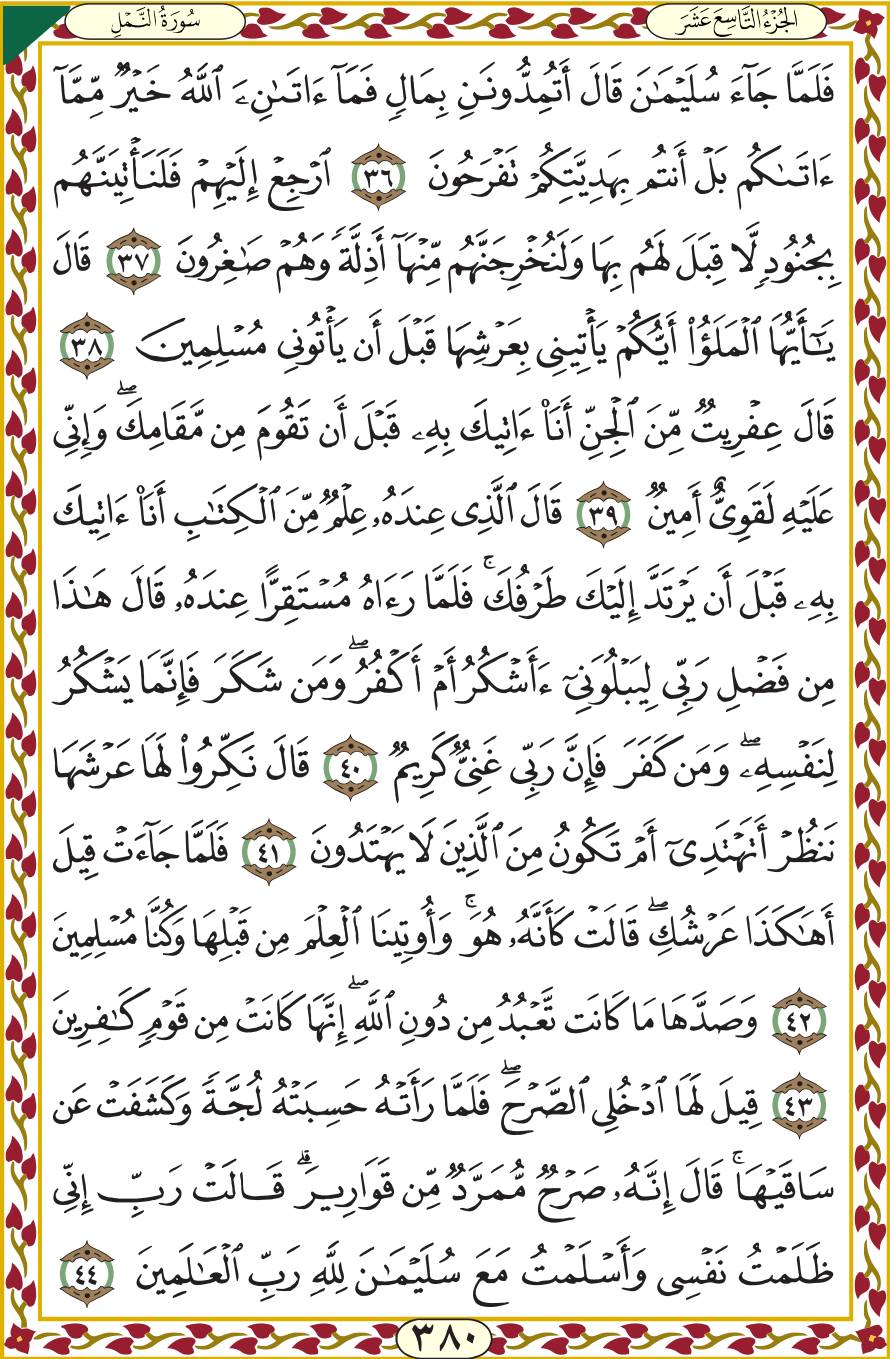 الجُزْءُ التَّاسِعَ عَشَرَ
سُورَةُ النَّمْلِ
فَلَمَّا جَآءَ سُلَيْمَـٰنَ قَالَ أَتُمِدُّونَنِ بِمَالٍ فَمَآ ءَاتَىٰنِۦَ ٱللَّهُ خَيْرٌ مِّمَّآ
ءَاتَىٰكُم بَلْ أَنتُم بِهَدِيَّتِكُمْ تَفْرَحُونَ ٣٦ ٱرْجِعْ إِلَيْهِمْ فَلَنَأْتِيَنَّهُم
بِجُنُودٍ لَّا قِبَلَ لَهُم بِهَا وَلَنُخْرِجَنَّهُم مِّنْهَآ أَذِلَّةً وَهُمْ صَـٰغِرُونَ ٣٧ قَالَ
يَـٰٓأَيُّهَا ٱلْمَلَؤُا۟ أَيُّكُمْ يَأْتِينِى بِعَرْشِهَا قَبْلَ أَن يَأْتُونِى مُسْلِمِينَ ٣٨
قَالَ عِفْرِيتٌ مِّنَ ٱلْجِنِّ أَنَا۠ ءَاتِيكَ بِهِۦ قَبْلَ أَن تَقُومَ مِن مَّقَامِكَ ۖ وَإِنِّى
عَلَيْهِ لَقَوِىٌّ أَمِينٌ ٣٩ قَالَ ٱلَّذِى عِندَهُۥ عِلْمٌ مِّنَ ٱلْكِتَـٰبِ أَنَا۠ ءَاتِيكَ
بِهِۦ قَبْلَ أَن يَرْتَدَّ إِلَيْكَ طَرْفُكَ ۚ فَلَمَّا رَءَاهُ مُسْتَقِرًّا عِندَهُۥ قَالَ هَـٰذَا
مِن فَضْلِ رَبِّى لِيَبْلُوَنِىٓ ءَأَشْكُرُ أَمْ أَكْفُرُ ۖ وَمَن شَكَرَ فَإِنَّمَا يَشْكُرُ
لِنَفْسِهِۦ ۖ وَمَن كَفَرَ فَإِنَّ رَبِّى غَنِىٌّ كَرِيمٌ ٤٠ قَالَ نَكِّرُوا۟ لَهَا عَرْشَهَا
نَنظُرْ أَتَهْتَدِىٓ أَمْ تَكُونُ مِنَ ٱلَّذِينَ لَا يَهْتَدُونَ ٤١ فَلَمَّا جَآءَتْ قِيلَ
أَهَـٰكَذَا عَرْشُكِ ۖ قَالَتْ كَأَنَّهُۥ هُوَ ۚ وَأُوتِينَا ٱلْعِلْمَ مِن قَبْلِهَا وَكُنَّا مُسْلِمِينَ
٤٢ وَصَدَّهَا مَا كَانَت تَّعْبُدُ مِن دُونِ ٱللَّهِ ۖ إِنَّهَا كَانَتْ مِن قَوْمٍ كَـٰفِرِينَ
٤٣ قِيلَ لَهَا ٱدْخُلِى ٱلصَّرْحَ ۖ فَلَمَّا رَأَتْهُ حَسِبَتْهُ لُجَّةً وَكَشَفَتْ عَن
سَاقَيْهَا ۚ قَالَ إِنَّهُۥ صَرْحٌ مُّمَرَّدٌ مِّن قَوَارِيرَ ۗ قَالَتْ رَبِّ إِنِّى
ظَلَمْتُ نَفْسِى وَأَسْلَمْتُ مَعَ سُلَيْمَـٰنَ لِلَّهِ رَبِّ ٱلْعَـٰلَمِينَ ٤٤
٣٨٠